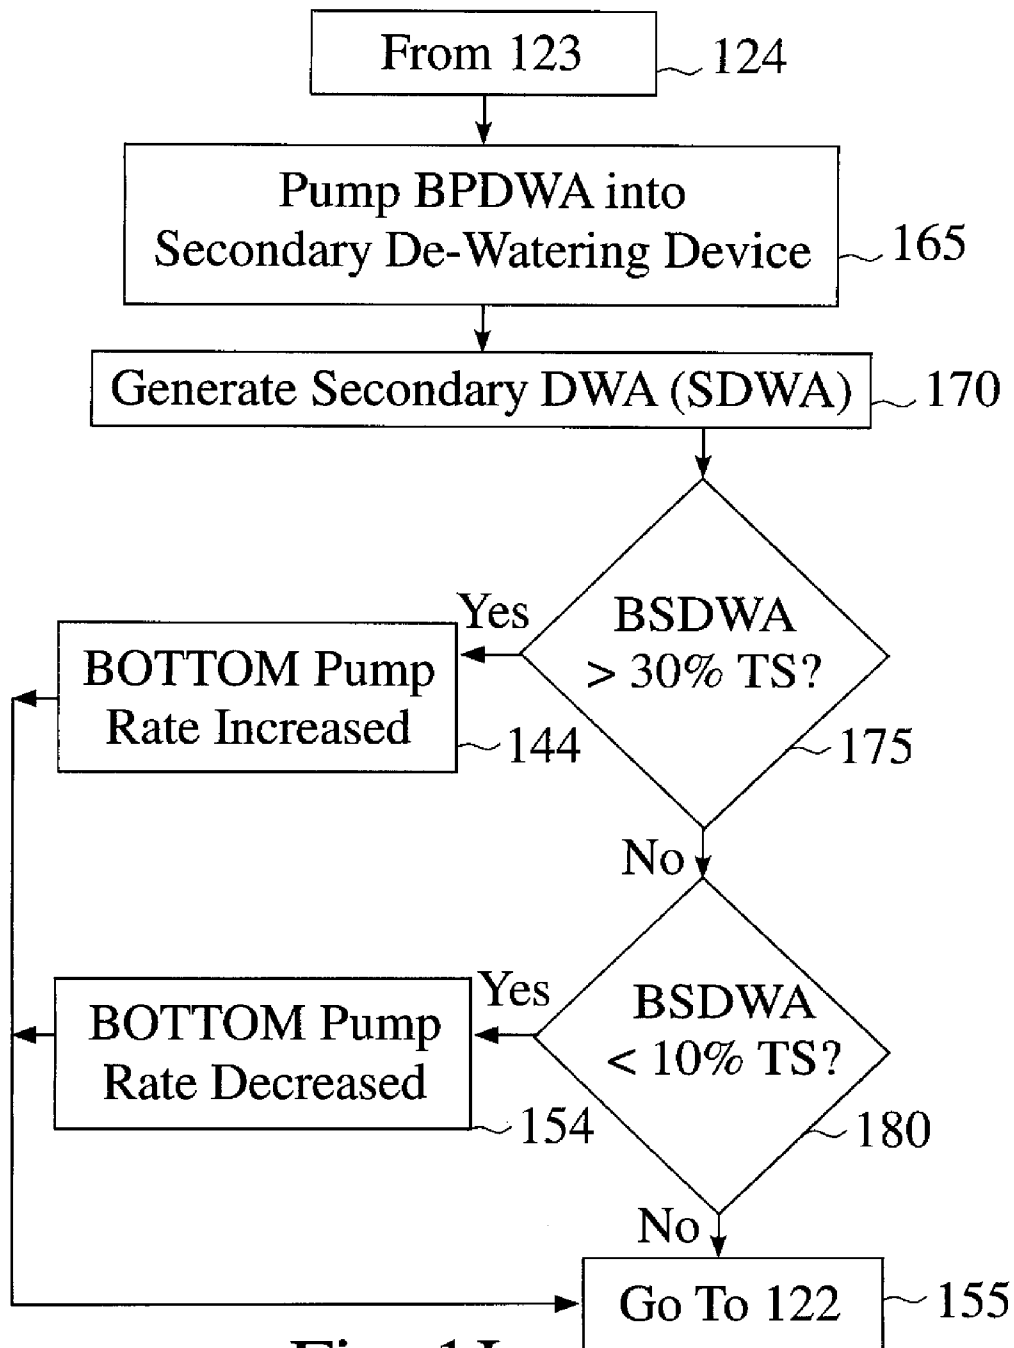 From 123
124
Pump BPDWA into
Secondary De-Watering Device
165
Generate Secondary DWA (SDWA)
170
BSDWA
> 30% TS?
175
Yes
BOTTOM Pump
Rate Increased
144
No
BSDWA
< 10% TS?
180
Yes
BOTTOM Pump
Rate Decreased
154
No
Go To 122
155